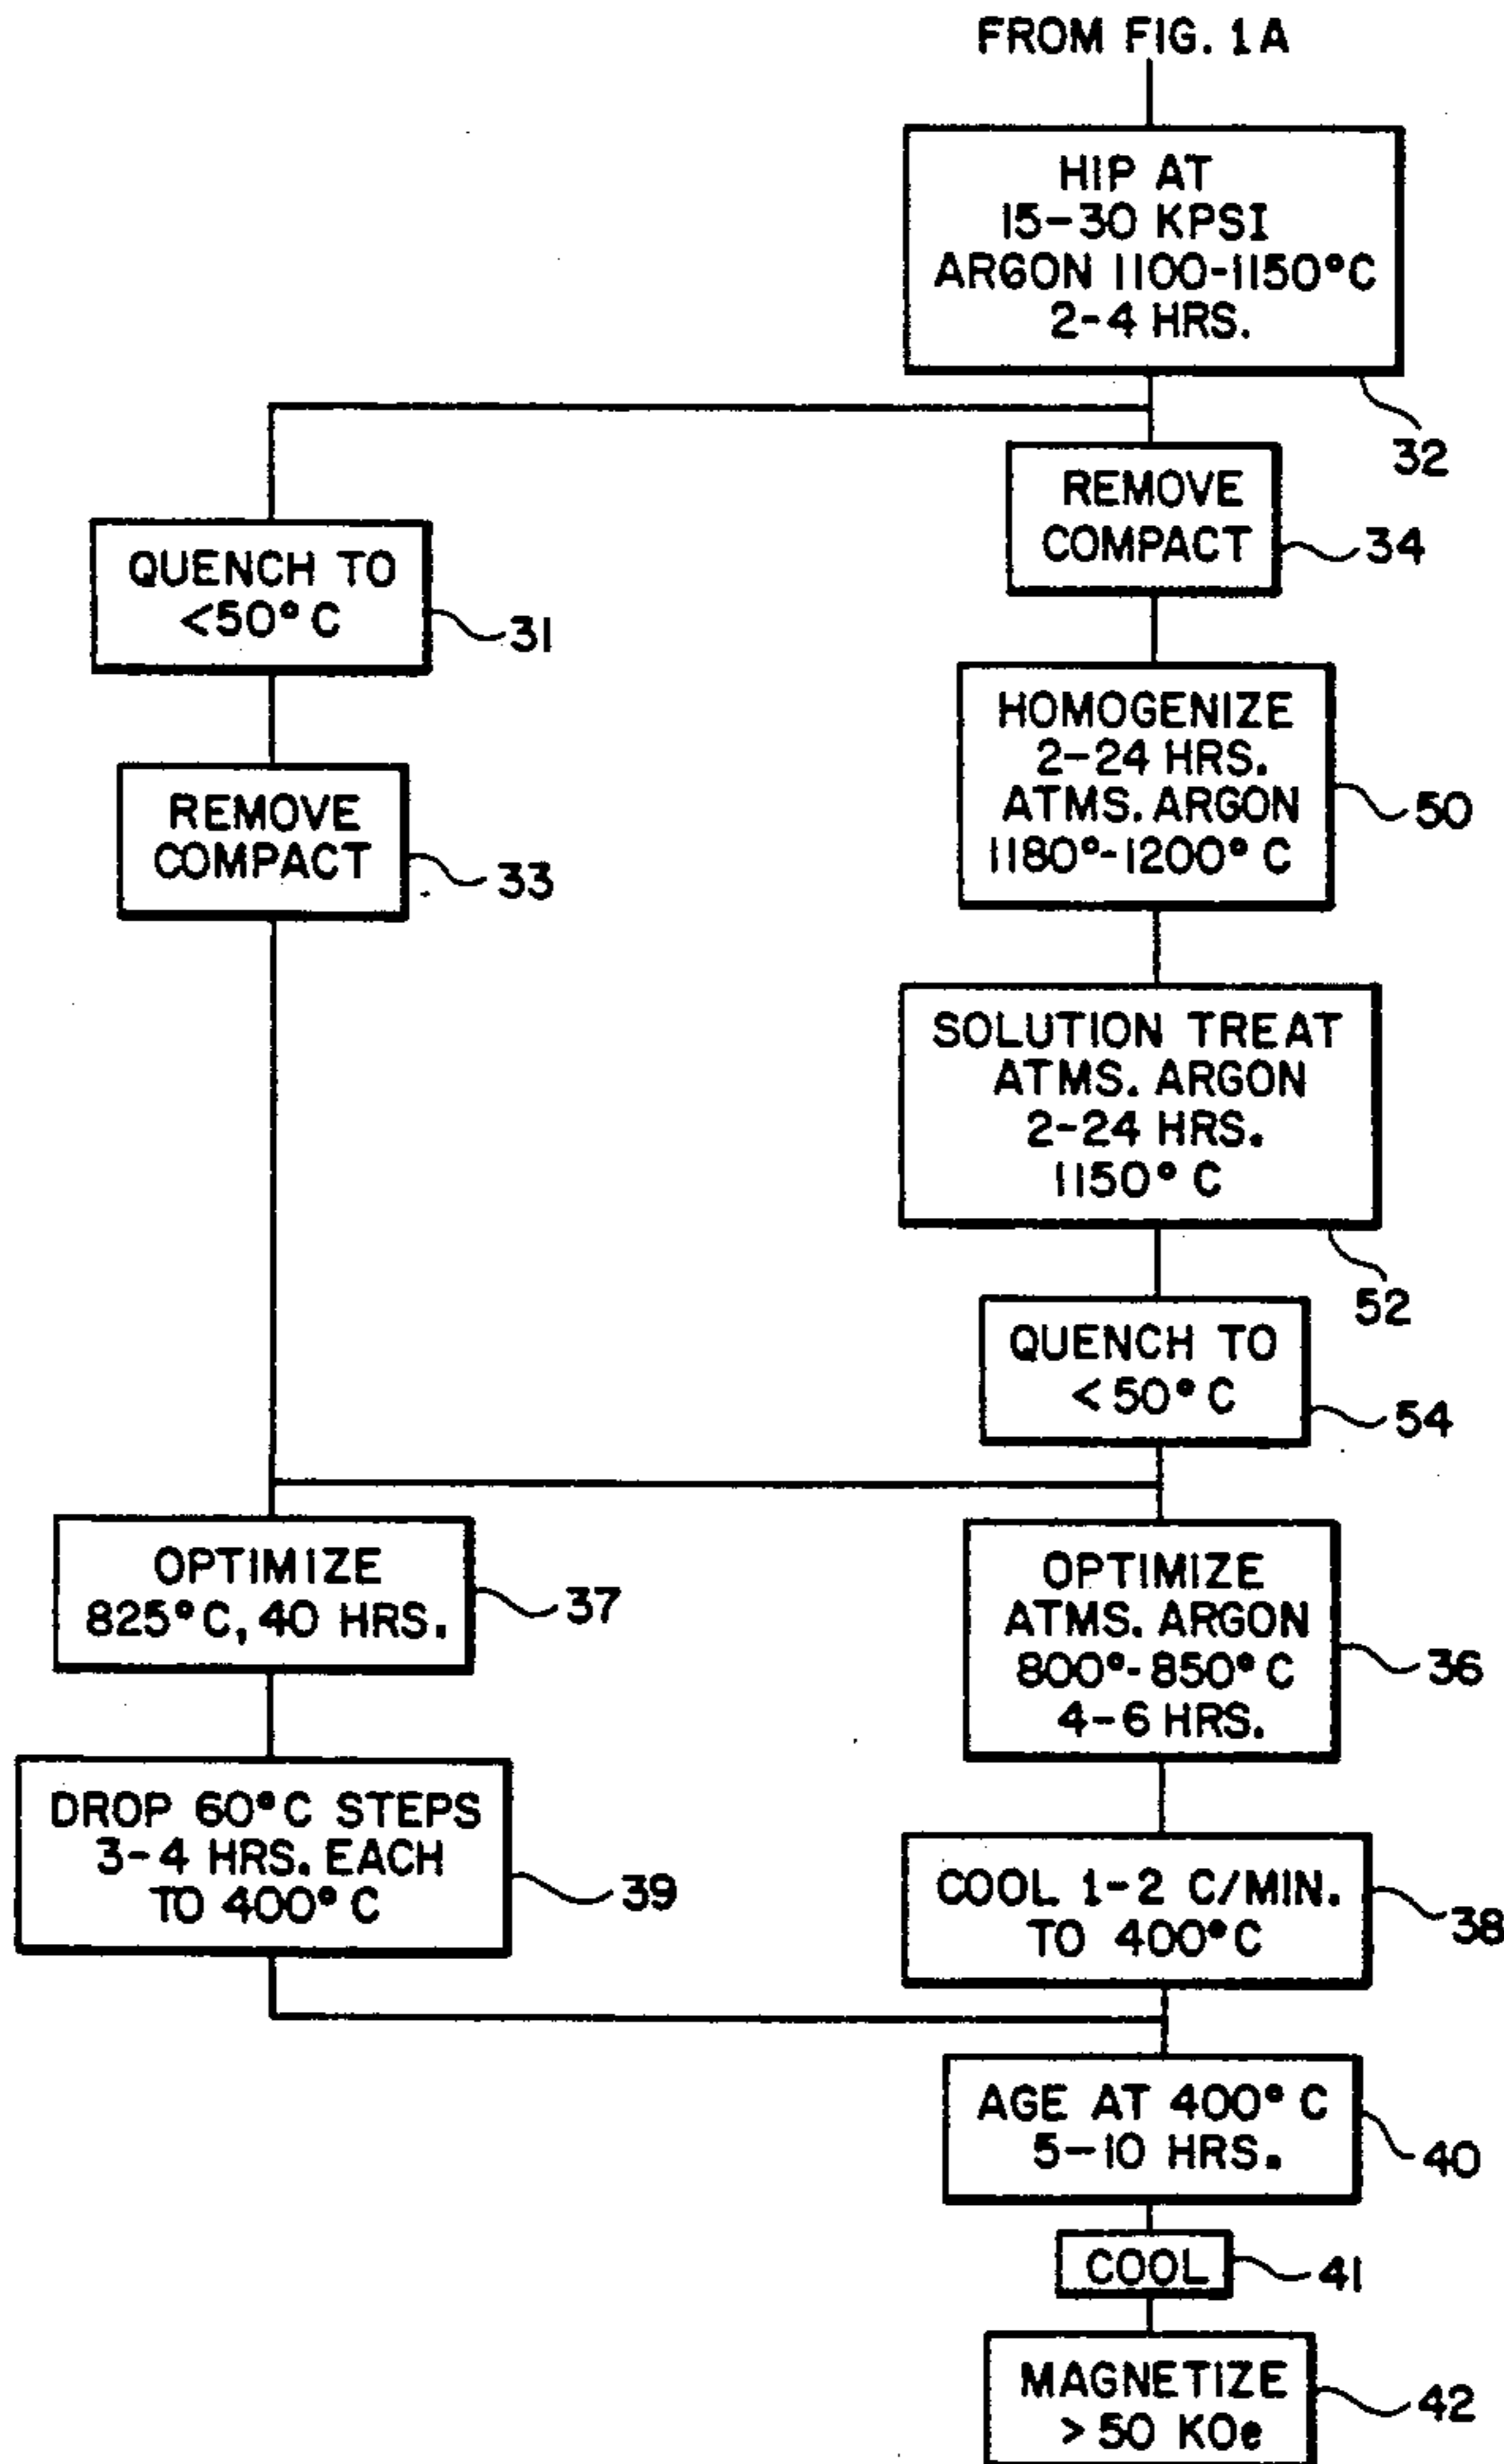 FROM FIG. 1A
HIP AT
15-30 KPSI
ARGON 1100-1150°C
2-4 HRS.
32
REMOVE
COMPACT
34
QUENCH TO
<50°C
31
HOMOGENIZE
2-24 HRS.
ATMS. ARGON
1180°-1200°C
50
REMOVE
COMPACT
33
SOLUTION TREAT
ATMS. ARGON
2-24 HRS.
1150°C
52
QUENCH TO
<50°C
54
OPTIMIZE
825°C, 40 HRS.
37
OPTIMIZE
ATMS. ARGON
800°-850°C
4-6 HRS.
36
DROP 60°C STEPS
3-4 HRS. EACH
TO 400°C
39
COOL 1-2 C/MIN.
TO 400°C
38
AGE AT 400°C
5-10 HRS.
40
COOL
41
MAGNETIZE
>50 KOe
42